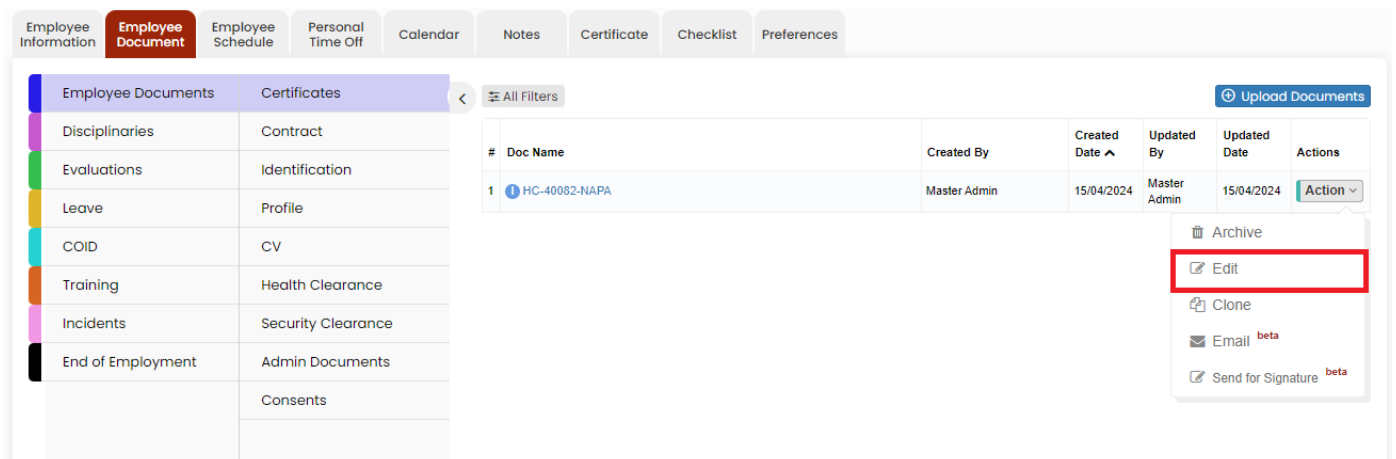 Employee Information
Employee Document
Employee Schedule
Personal Time Off
Calendar
Notes
Certificate
Checklist
Preferences
Employee Documents
Disciplinaries
Evaluations
Leave
COID
Training
Incidents
End of Employment
Certificates
Contract
Identification
Profile
CV
Health Clearance
Security Clearance
Admin Documents
Consents
All Filters
Upload Documents
# Doc Name Created By Created Date Updated By Updated Date Actions
1 I HC-40082-NAPA Master Admin 15/04/2024 Master Admin 15/04/2024 Action
Archive
Edit
Clone
Email beta
Send for Signature beta